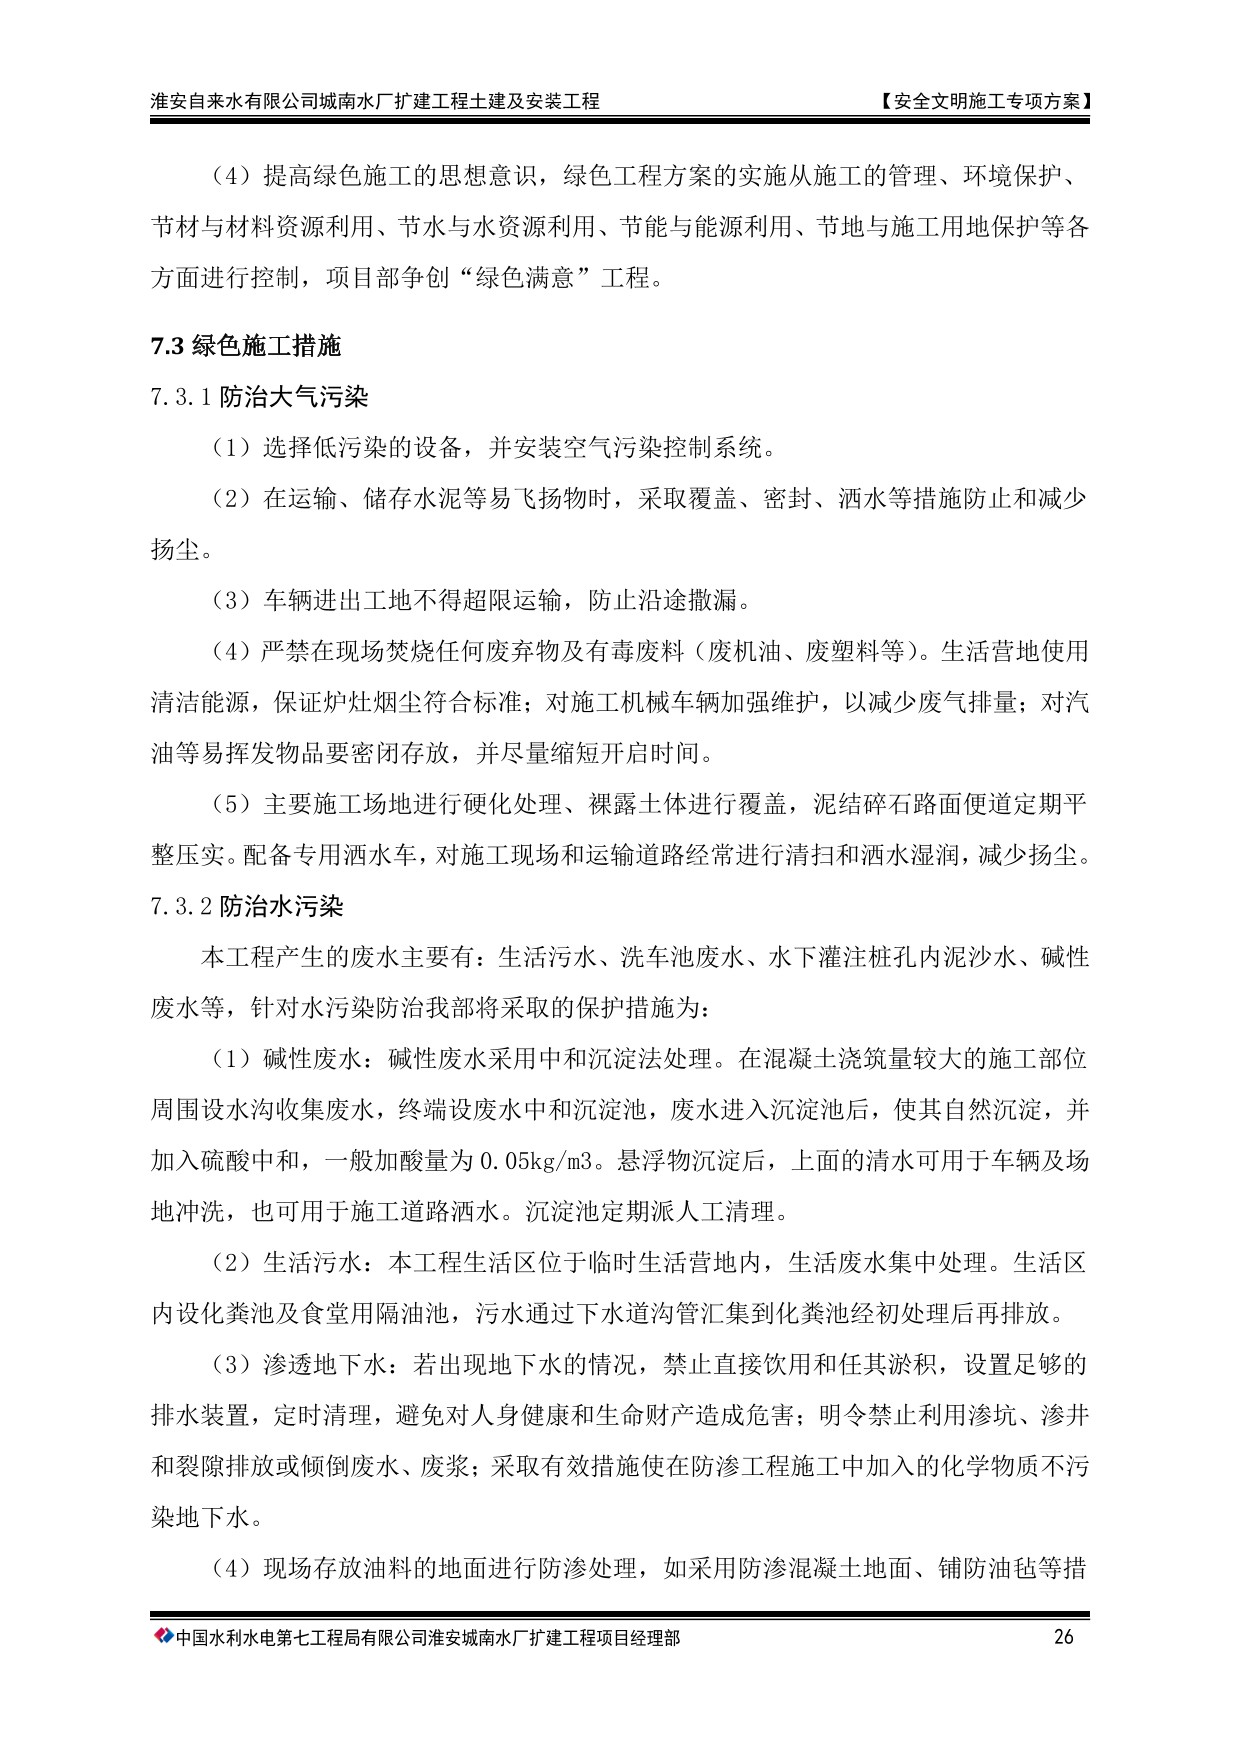 淮安自来水有限公司城南水厂扩建工程土建及安装工程 【安全文明施工专项方案】
（4）提高绿色施工的思想意识，绿色工程方案的实施从施工的管理、环境保护、
节材与材料资源利用、节水与水资源利用、节能与能源利用、节地与施工用地保护等各
方面进行控制，项目部争创“绿色满意”工程。
7.3 绿色施工措施
7.3.1 防治大气污染
（1）选择低污染的设备，并安装空气污染控制系统。
（2）在运输、储存水泥等易飞扬物时，采取覆盖、密封、洒水等措施防止和减少
扬尘。
（3）车辆进出工地不得超限运输，防止沿途撒漏。
（4）严禁在现场焚烧任何废弃物及有毒废料（废机油、废塑料等）。生活营地使用
清洁能源，保证炉灶烟尘符合标准；对施工机械车辆加强维护，以减少废气排量；对汽
油等易挥发物品要密闭存放，并尽量缩短开启时间。
（5）主要施工场地进行硬化处理、裸露土体进行覆盖，泥结碎石路面便道定期平
整压实。配备专用洒水车，对施工现场和运输道路经常进行清扫和洒水湿润，减少扬尘。
7.3.2 防治水污染
本工程产生的废水主要有：生活污水、洗车池废水、水下灌注桩孔内泥沙水、碱性
废水等，针对水污染防治我部将采取的保护措施为：
（1）碱性废水：碱性废水采用中和沉淀法处理。在混凝土浇筑量较大的施工部位
周围设水沟收集废水，终端设废水中和沉淀池，废水进入沉淀池后，使其自然沉淀，并
加入硫酸中和，一般加酸量为 0.05kg/m3。悬浮物沉淀后，上面的清水可用于车辆及场
地冲洗，也可用于施工道路洒水。沉淀池定期派人工清理。
（2）生活污水：本工程生活区位于临时生活营地内，生活废水集中处理。生活区
内设化粪池及食堂用隔油池，污水通过下水道沟管汇集到化粪池经初处理后再排放。
（3）渗透地下水：若出现地下水的情况，禁止直接饮用和任其淤积，设置足够的
排水装置，定时清理，避免对人身健康和生命财产造成危害；明令禁止利用渗坑、渗井
和裂隙排放或倾倒废水、废浆；采取有效措施使在防渗工程施工中加入的化学物质不污
染地下水。
（4）现场存放油料的地面进行防渗处理，如采用防渗混凝土地面、铺防油毡等措
中国水利水电第七工程局有限公司淮安城南水厂扩建工程项目经理部 26